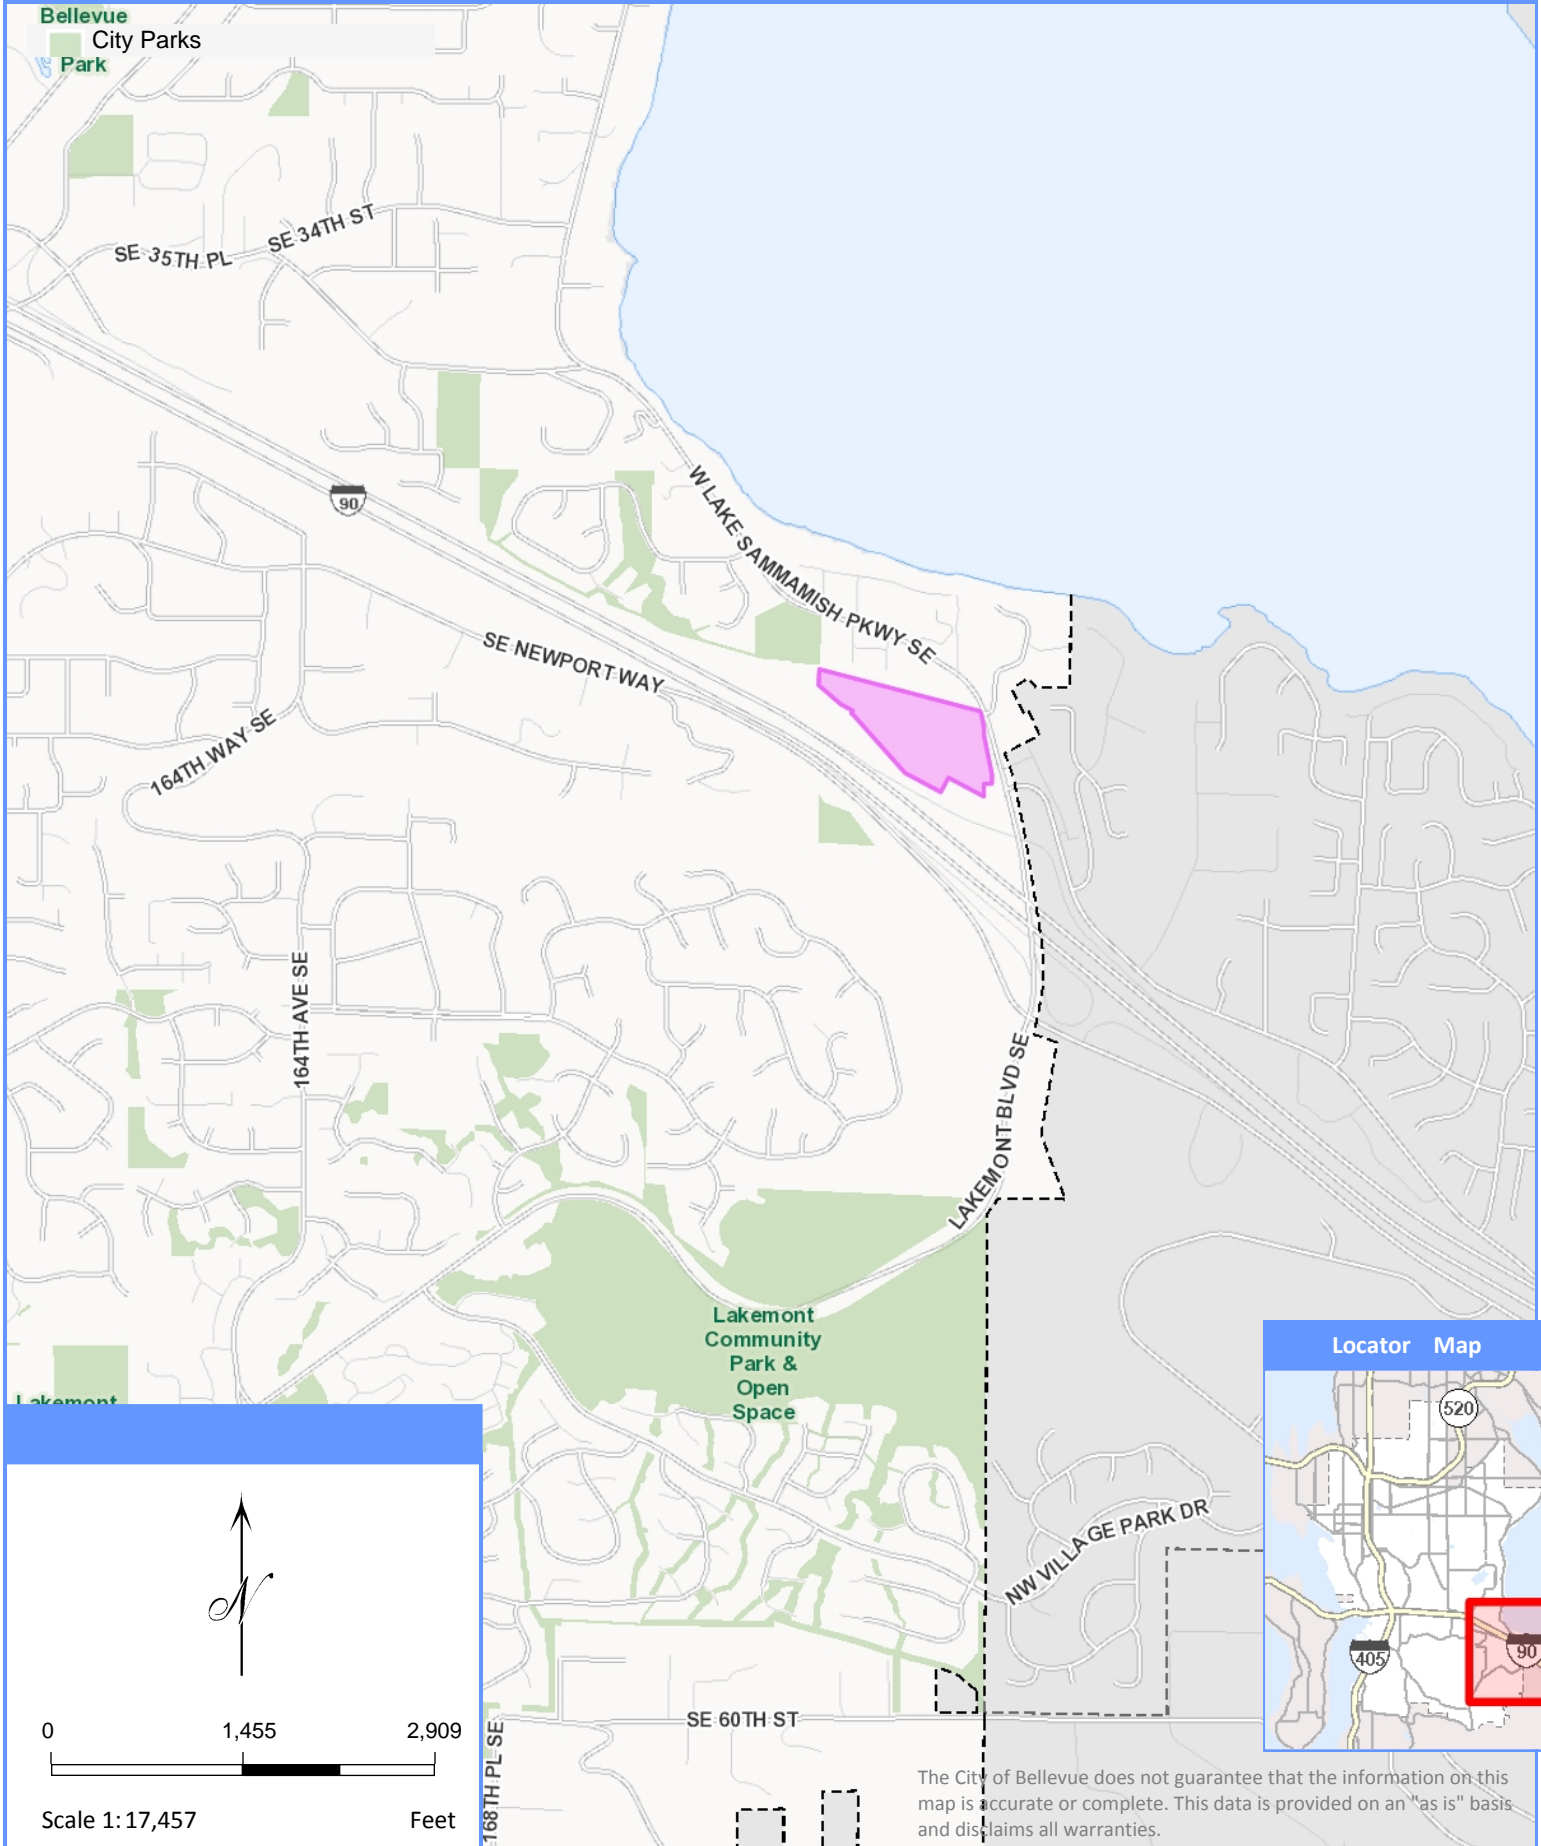 Bellevue
City Parks
Park
SE 34TH ST
SE 35TH PL
90
W LAKE SAMMAMISH PKWY SE
SE NEWPORT WAY
164TH WAY SE
164TH AVE SE
LAKEMONT BLVD SE
Lakemont
Community
Park &
Open
Space
Lakemont
Locator Map
520
405
90
NW VILLAGE PARK DR
N
SE 60TH ST
168TH PL SE
0 1,455 2,909
Scale 1: 17,457 Feet
The City of Bellevue does not guarantee that the information on this
map is accurate or complete. This data is provided on an "as is" basis
and disclaims all warranties.